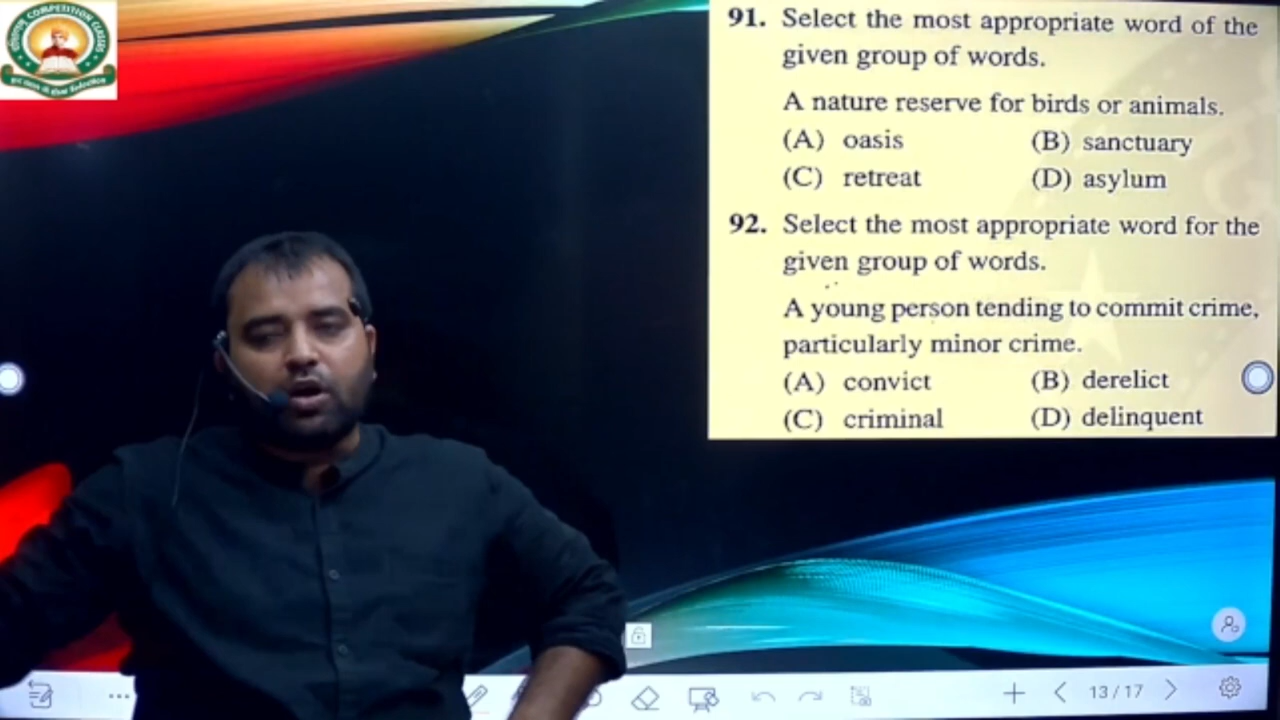 COMPETITION CLASSES
91. Select the most appropriate word of the
given group of words.
A nature reserve for birds or animals.
(A) oasis (B) sanctuary
(C) retreat (D) asylum
92. Select the most appropriate word for the
given group of words.
A young person tending to commit crime,
particularly minor crime.
(A) convict (B) derelict
(C) criminal (D) delinquent
13/17